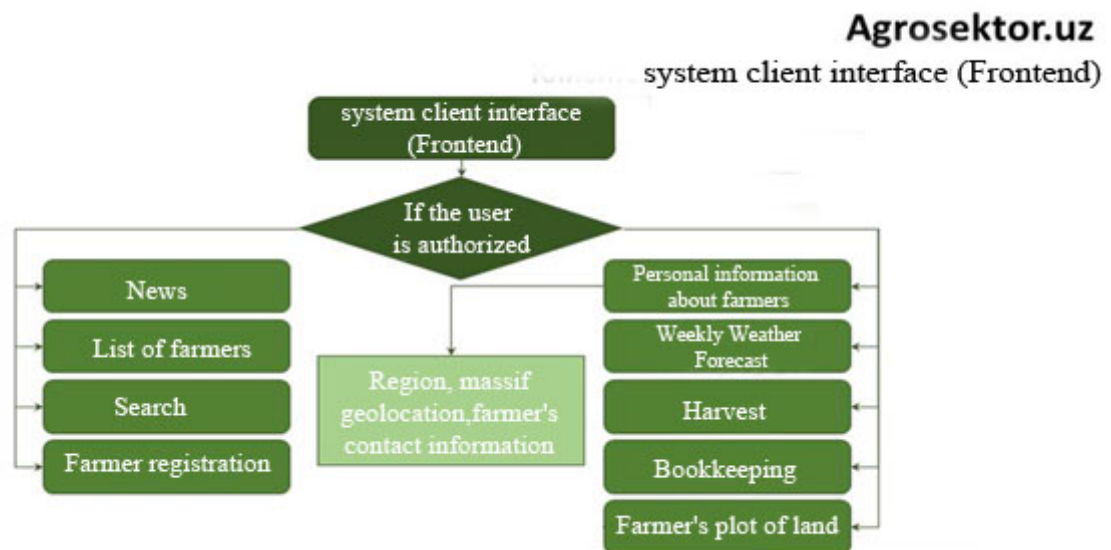 Agrosektor.uz
system client interface (Frontend)
system client interface
(Frontend)
If the user
is authorized
News
List of farmers
Search
Farmer registration
Region, massif
geolocation,farmer's
contact information
Personal information
about farmers
Weekly Weather
Forecast
Harvest
Bookkeeping
Farmer's plot of land